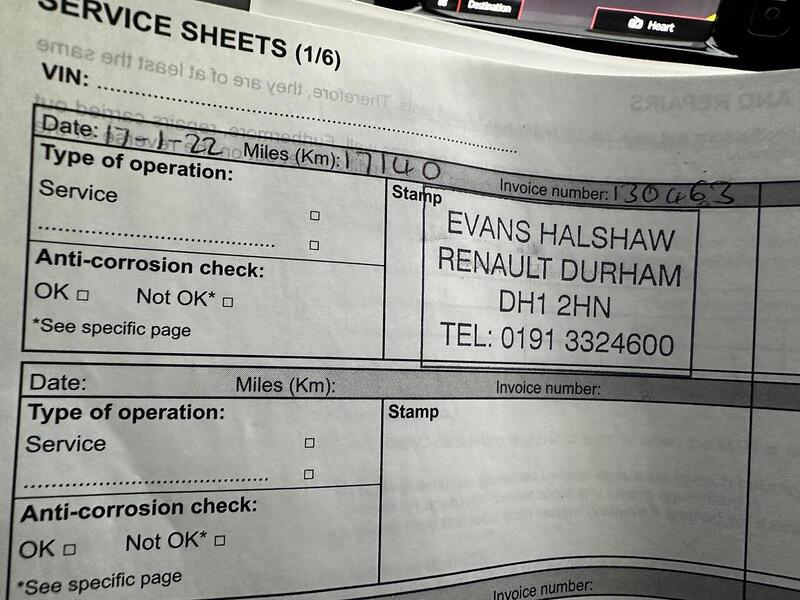 Destination
Heart
SERVICE SHEETS (1/6)
VIN:
Date: 17-1-22 Miles (Km): 17140 Invoice number: 130463
Type of operation:
Service
Stamp
EVANS HALSHAW
RENAULT DURHAM
DH1 2HN
TEL: 0191 3324600
Anti-corrosion check:
OK □ Not OK* □
*See specific page
Date: Miles (Km): Invoice number:
Type of operation:
Stamp
Service
Anti-corrosion check:
OK □ Not OK* □
*See specific page
Invoice number: